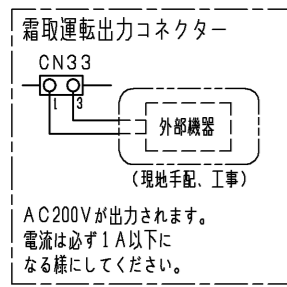 霜取運転出力コネクター
CN33
1 3
外部機器
(現地手配、工事)
AC200Vが出力されます。
電流は必ず1A以下に
なる様にしてください。